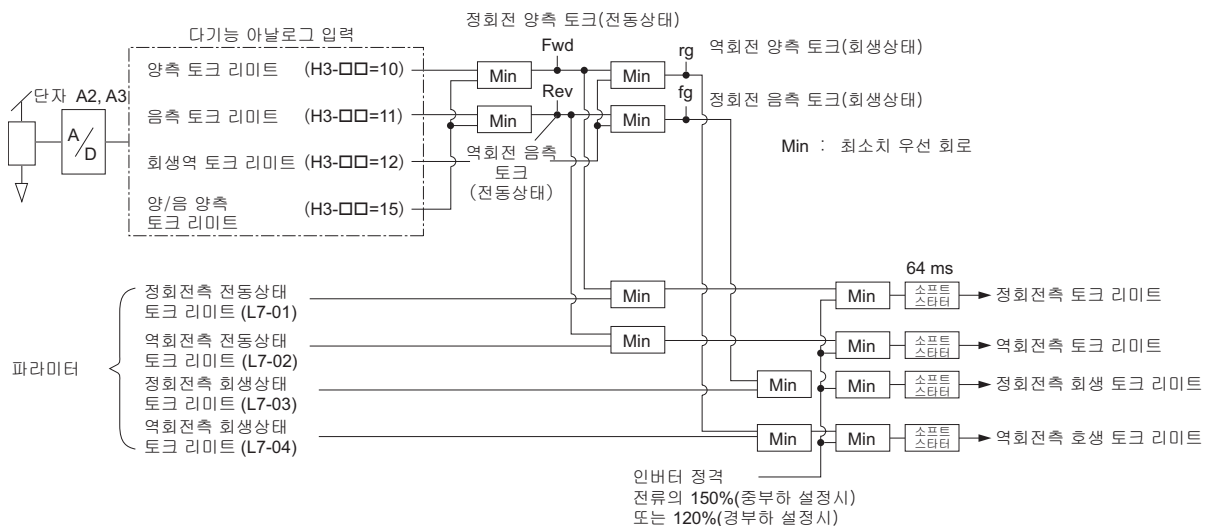 정회전 양측 토크(전동상태)
다기능 아날로그 입력
Fwd
rg
역회전 양측 토크(회생상태)
양측 토크 리미트 (H3-□□=10)
Min
Min
단자 A2, A3
Rev
fg
정회전 음측 토크(회생상태)
음측 토크 리미트 (H3-□□=11)
Min
Min
A/D
Min : 최소치 우선 회로
회생역 토크 리미트 (H3-□□=12)
역회전 음측
토크
(전동상태)
양/음 양측
토크 리미트
(H3-□□=15)
64 ms
정회전측 전동상태
토크 리미트 (L7-01)
Min
Min
소프트
스타터
정회전측 토크 리미트
역회전측 전동상태
토크 리미트 (L7-02)
Min
Min
소프트
스타터
역회전측 토크 리미트
파라미터
정회전측 회생상태
토크 리미트 (L7-03)
Min
Min
소프트
스타터
정회전측 회생 토크 리미트
역회전측 회생상태
토크 리미트 (L7-04)
Min
Min
소프트
스타터
역회전측 호생 토크 리미트
인버터 정격
전류의 150%(중부하 설정시)
또는 120%(경부하 설정시)